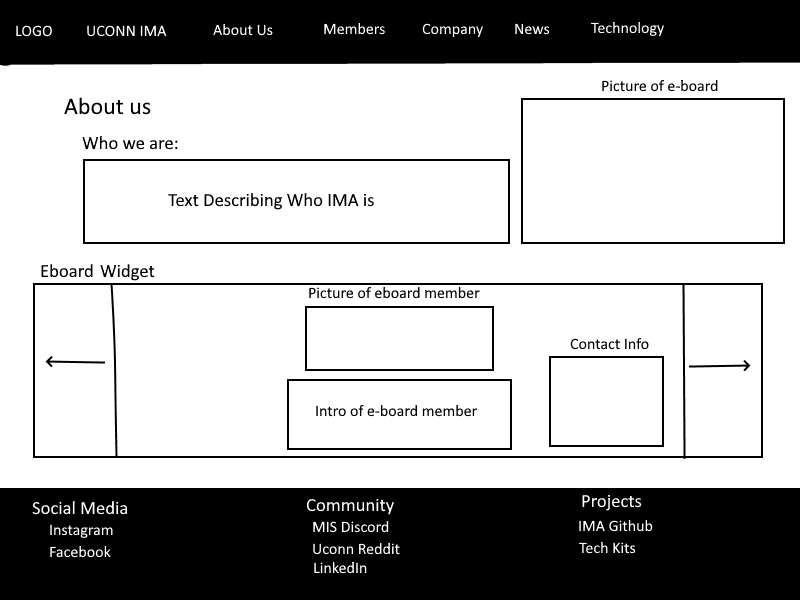 LOGO UCONN IMA About Us Members Company News Technology
Picture of e-board
About us
Who we are:
Text Describing Who IMA is
Eboard Widget
Picture of eboard member
Contact Info
Intro of e-board member
Social Media
Instagram
Facebook
Community
MIS Discord
Uconn Reddit
LinkedIn
Projects
IMA Github
Tech Kits